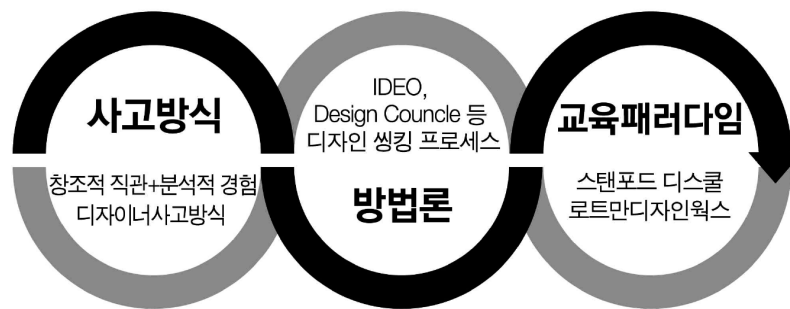 사고방식
창조적 직관+분석적 경험
디자이너사고방식
IDEO,
Design Councle 등
디자인 씽킹 프로세스
방법론
교육패러다임
스탠포드 디스쿨
로트만디자인웍스